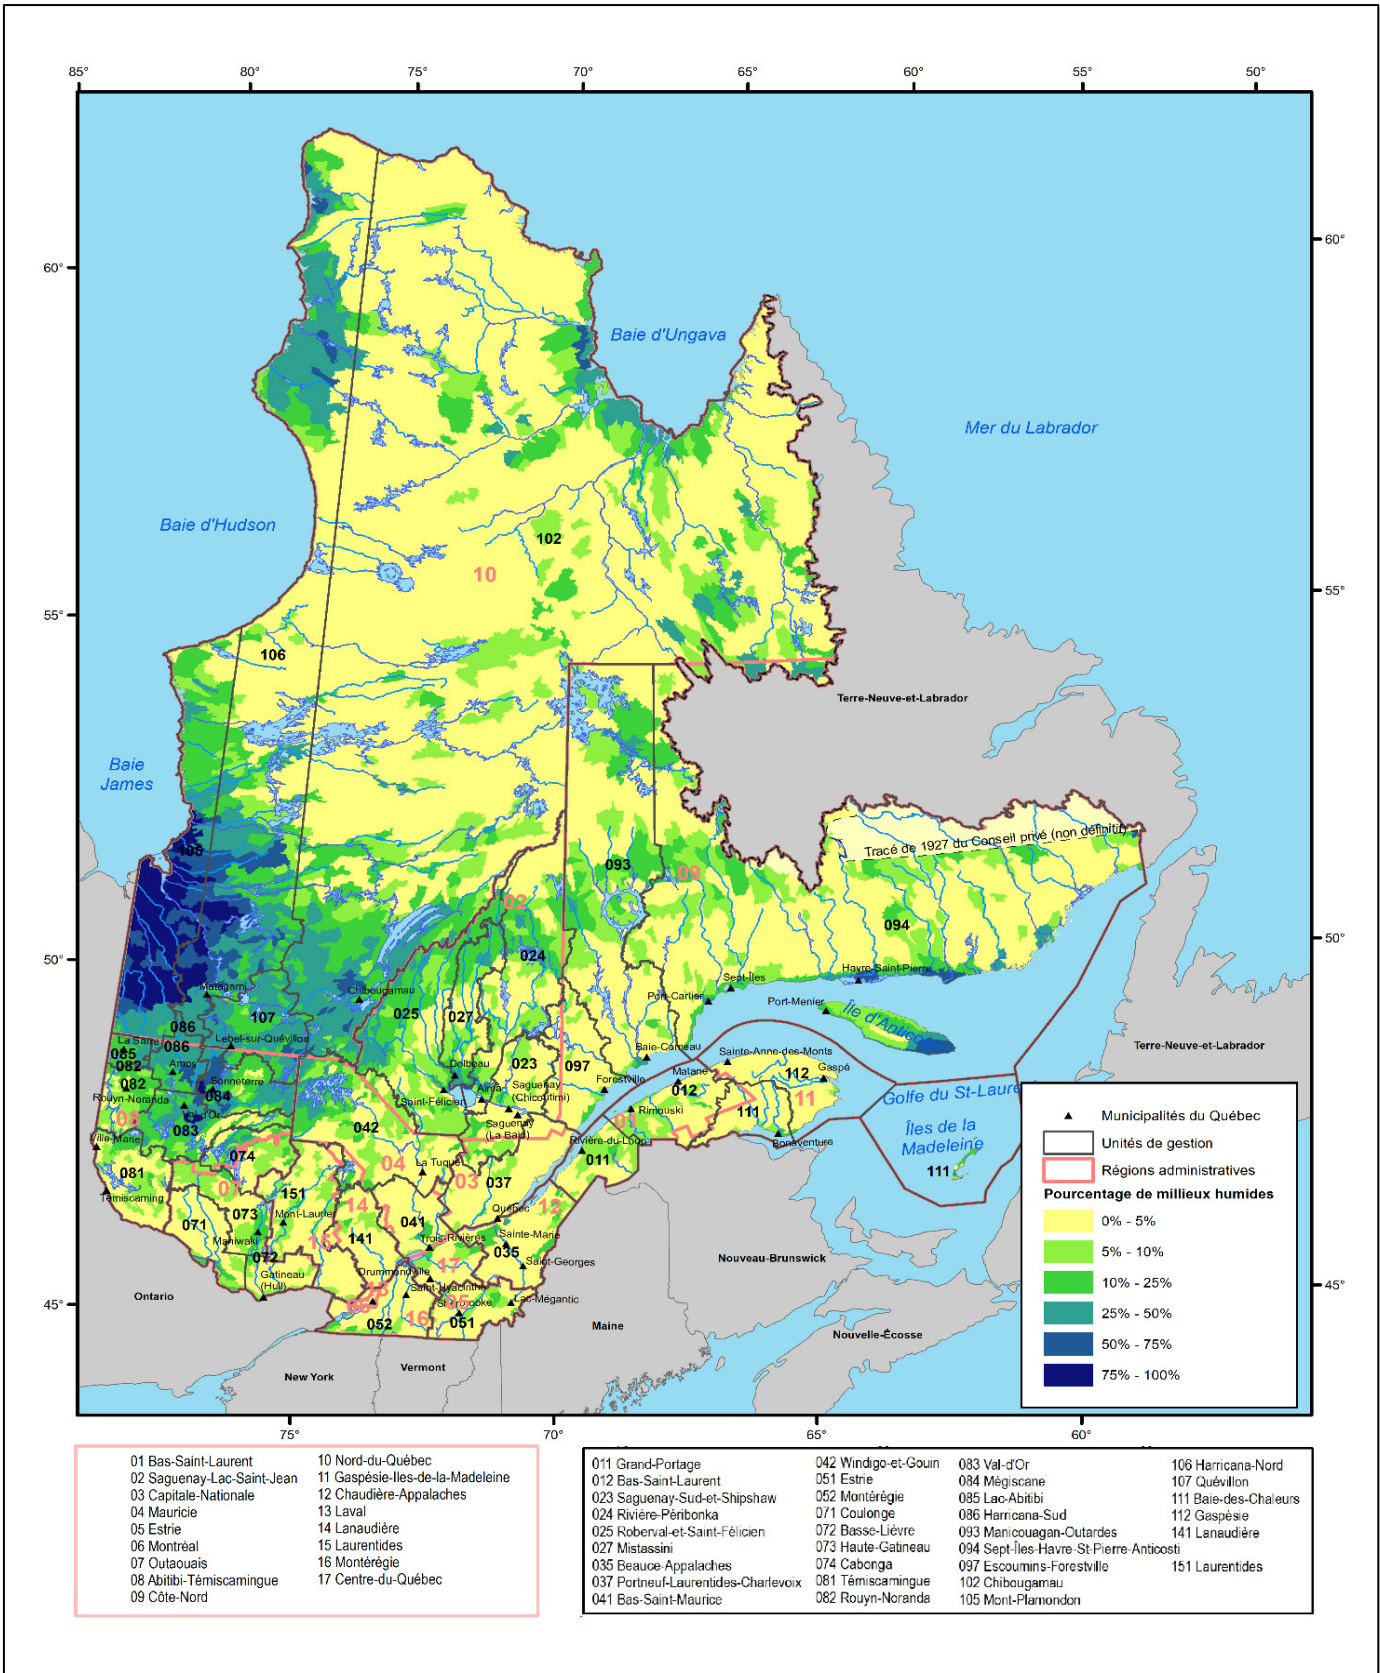 85° 80° 75° 70° 65° 60° 55° 50°
60°
60°
Baie d'Ungava
Mer du Labrador
Baie d'Hudson
102
10
55°
55°
106
Terre-Neuve-et-Labrador
Baie
James
Tracé de 1927 du Conseil privé (non définitif)
105
093
09
02
094
024
50°
50°
Havre-Saint-Pierre
Sept-Îles
Matagami
Chibougamau
Port-Cartier
Port-Menier
025
027
107
086
Île d'Antico
Lebel-sur-Quévillon
La Sarre
086
085
Terre-Neuve-et-Labrador
Baie-Comeau
Sainte-Anne-des-Monts
082
Amos
Dolbeau
023
097
Matane
112
Gaspé
082
Senneterre
084
Rouyn-Noranda
Saint-Félicien
Alma
Saguenay
(Chicoutimi)
Forestville
012
Golfe du St-Laure
Val-d'Or
08
083
042
Saguenay
(La Baie)
Rimouski
01
111
11
Ville-Marie
Rivière-du-Loup
Bonaventure
Îles de la
Madeleine
074
011
04
La Tuque
081
03
037
111
07
151
Témiscaming
14
12
071
073
Mont-Laurier
041
Québec
Maniwaki
15
141
Trois-Rivières
Sainte-Marie
035
072
17
Saint-Georges
Nouveau-Brunswick
Gatineau
(Hull)
Drummondville
13
Saint-Hyacinthe
Ontario
06
Sherbrooke
05
Lac-Mégantic
45°
45°
052
16
051
Maine
Nouvelle-Écosse
Vermont
New York
Municipalités du Québec
Unités de gestion
Régions administratives
Pourcentage de millieux humides
0% - 5%
5% - 10%
10% - 25%
25% - 50%
50% - 75%
75% - 100%
75° 70° 65° 60°
01 Bas-Saint-Laurent
02 Saguenay-Lac-Saint-Jean
03 Capitale-Nationale
04 Mauricie
05 Estrie
06 Montréal
07 Outaouais
08 Abitibi-Témiscamingue
09 Côte-Nord
10 Nord-du-Québec
11 Gaspésie-Iles-de-la-Madeleine
12 Chaudière-Appalaches
13 Laval
14 Lanaudière
15 Laurentides
16 Montérégie
17 Centre-du-Québec
011 Grand-Portage
012 Bas-Saint-Laurent
023 Saguenay-Sud-et-Shipshaw
024 Rivière-Péribonka
025 Roberval-et-Saint-Félicien
027 Mistassini
035 Beauce-Appalaches
037 Portneuf-Laurentides-Charlevoix
041 Bas-Saint-Maurice
042 Windigo-et-Gouin
051 Estrie
052 Montérégie
071 Coulonge
072 Basse-Lièvre
073 Haute-Gatineau
074 Cabonga
081 Témiscamingue
082 Rouyn-Noranda
083 Val-d'Or
084 Mégiscane
085 Lac-Abitibi
086 Harricana-Sud
093 Manicouagan-Outardes
094 Sept-Îles-Havre-St-Pierre-Anticosti
097 Escoumins-Forestville
102 Chibougamau
105 Mont-Plamondon
106 Harricana-Nord
107 Quévillon
111 Baie-des-Chaleurs
112 Gaspésie
141 Lanaudière
151 Laurentides